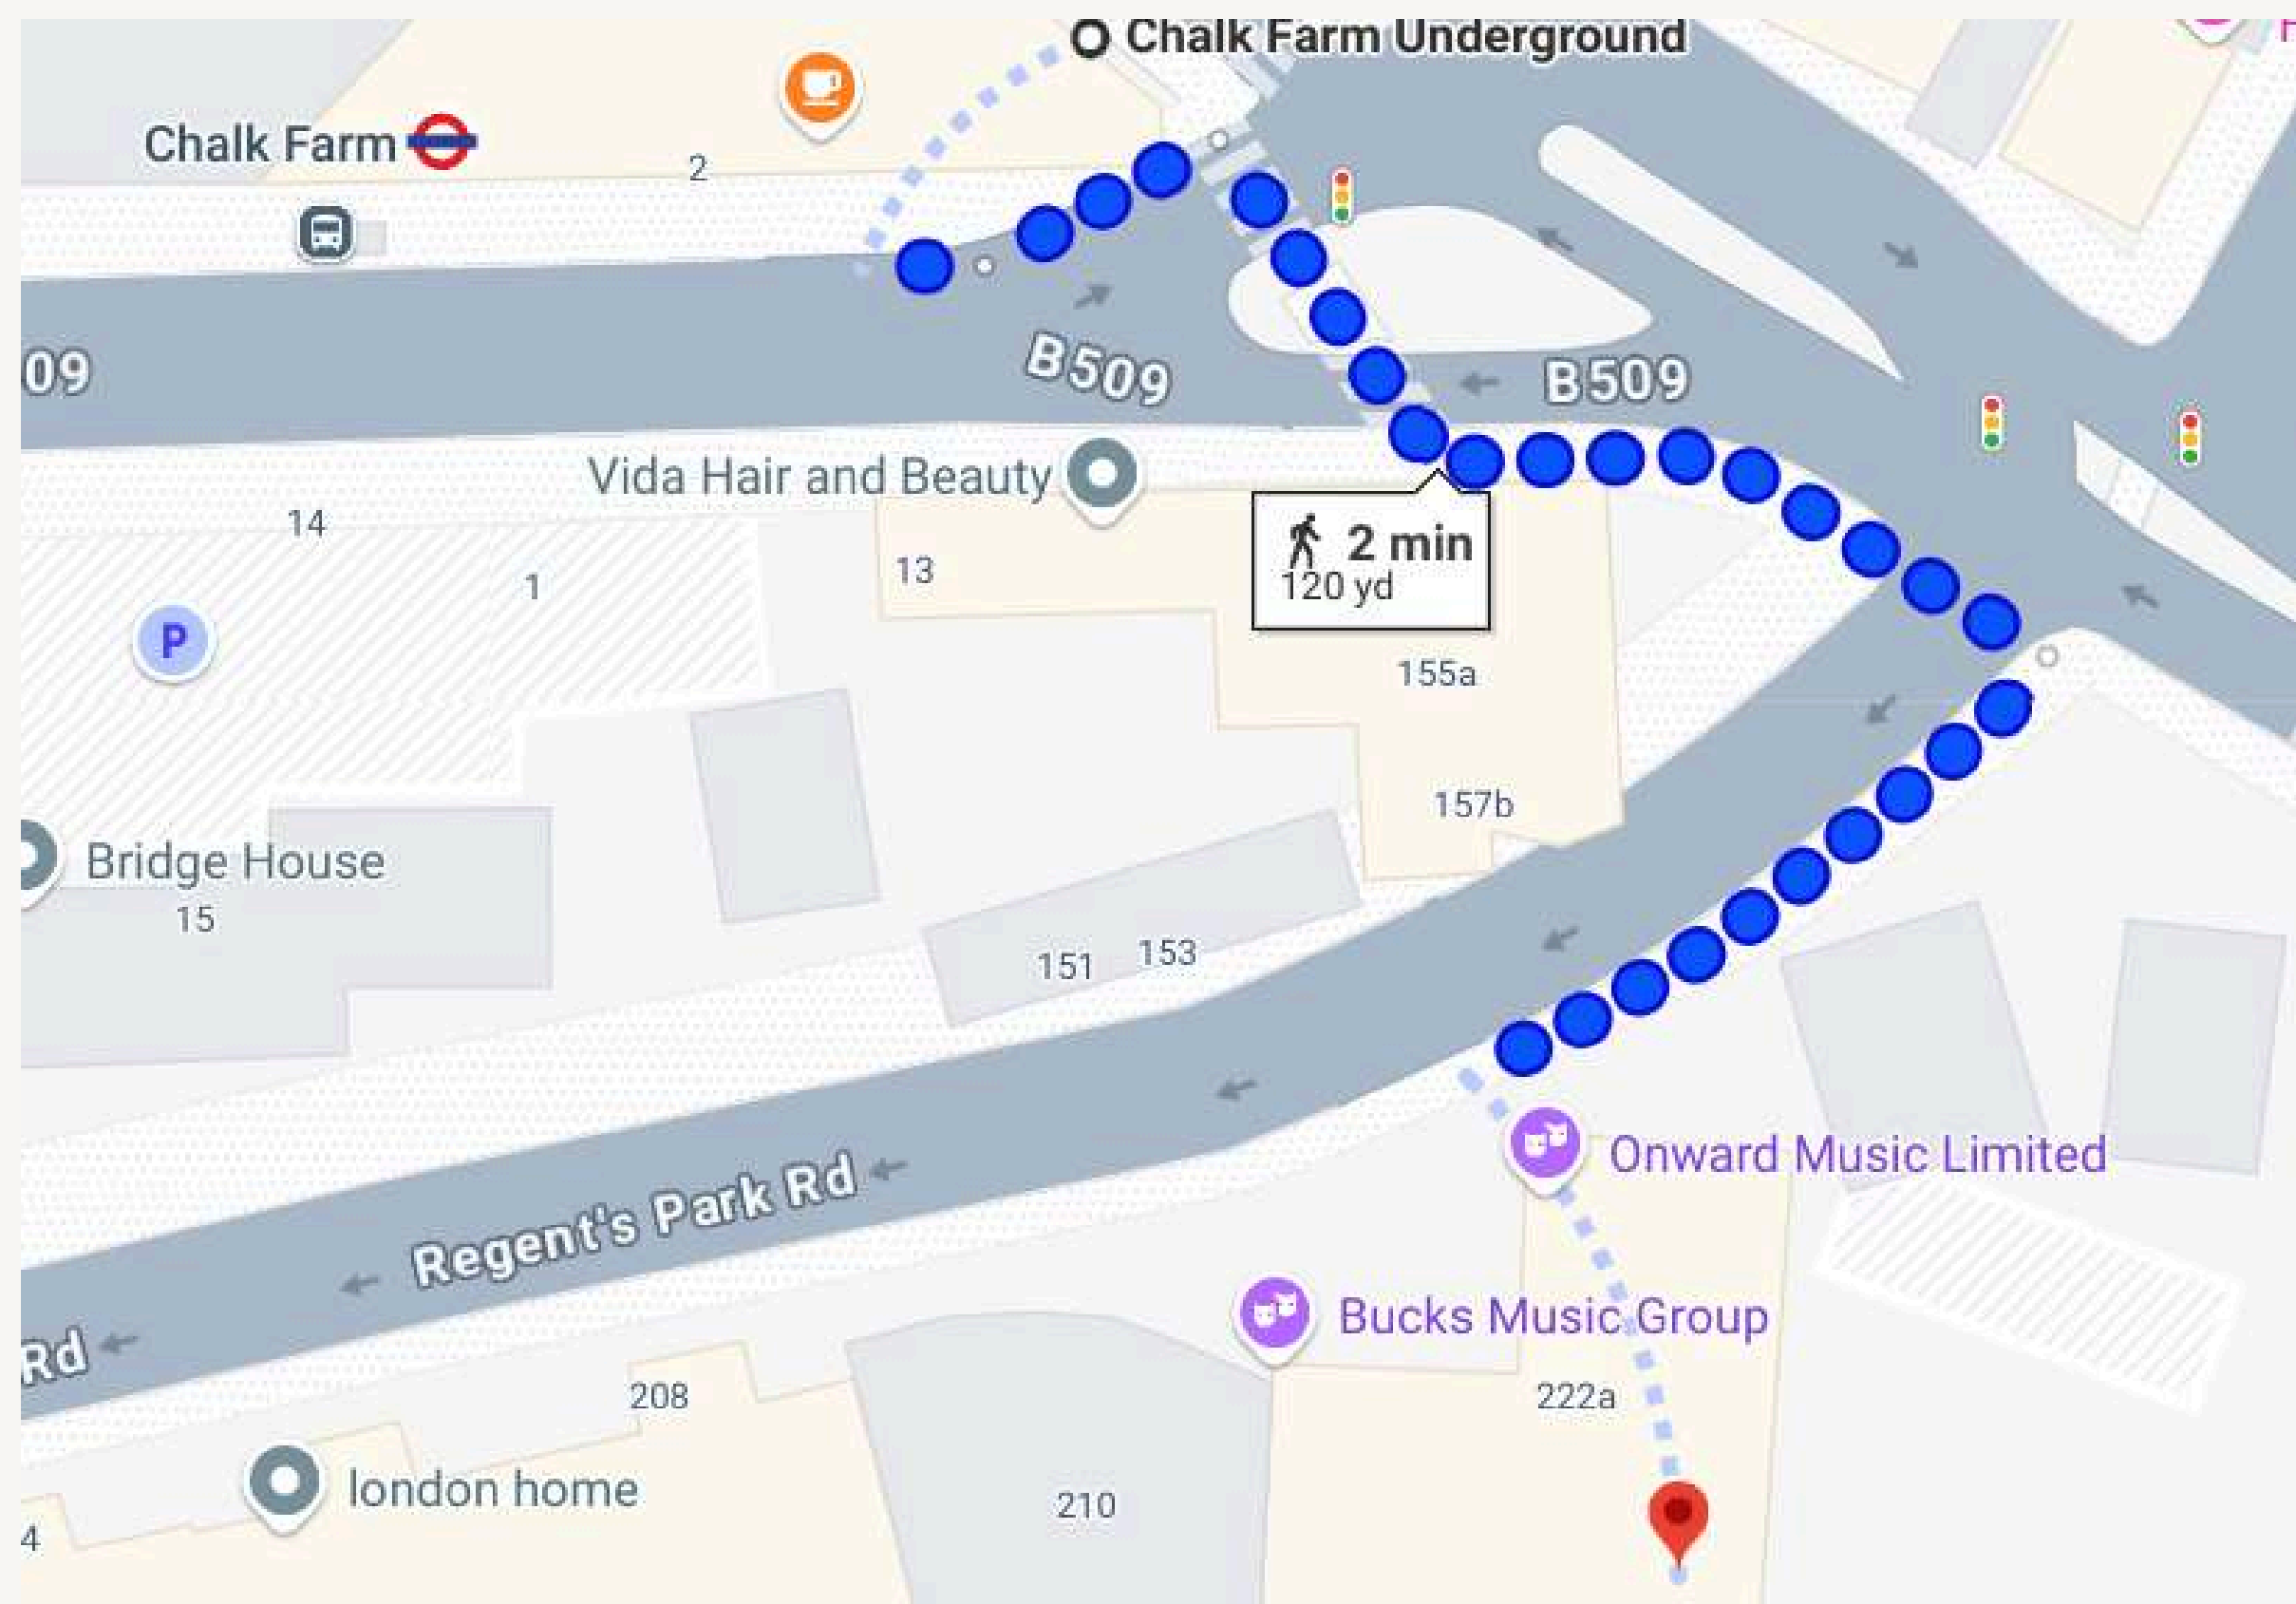 Chalk Farm Underground
Chalk Farm
2
B509
B509
09
Vida Hair and Beauty
14
1
13
2 min
120 yd
P
155a
157b
Bridge House
15
151
153
Onward Music Limited
Regent's Park Rd
Bucks Music Group
Rd
208
222a
london home
210
4